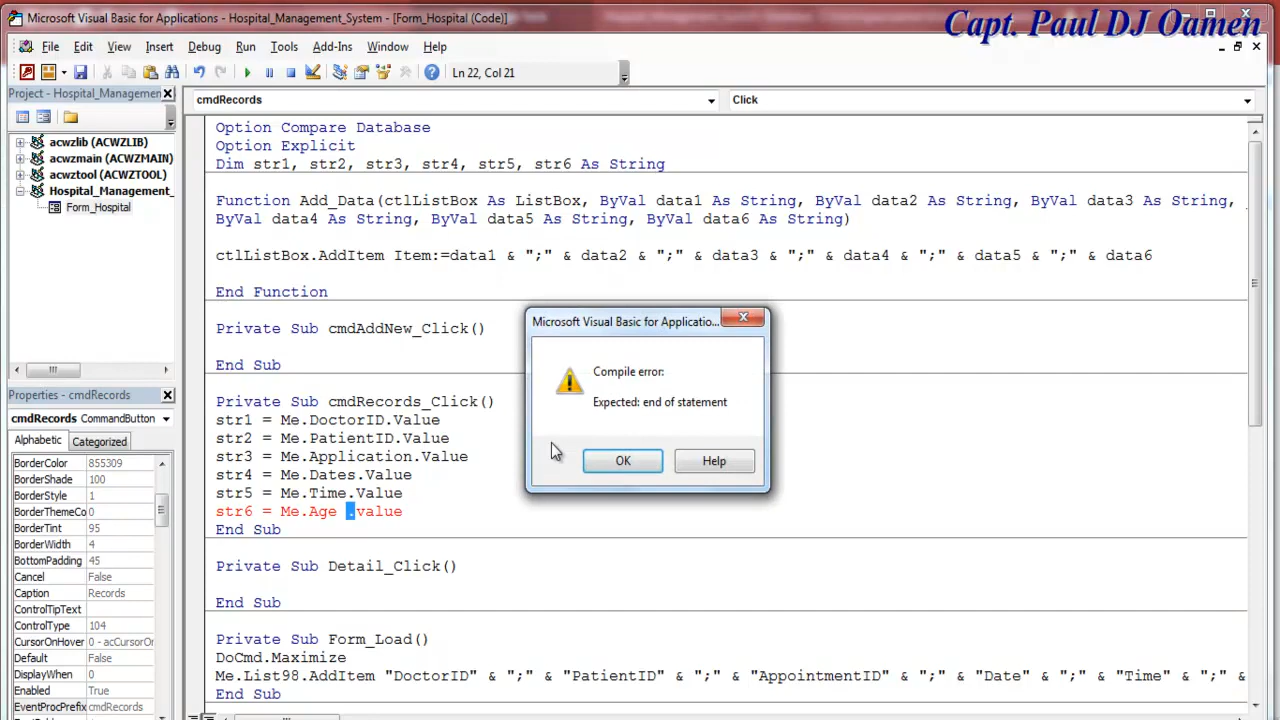 Microsoft Visual Basic for Applications - Hospital_Management_System - [Form_Hospital (Code)]
Capt. Paul DJ Oamen
File Edit View Insert Debug Run Tools Add-Ins Window Help
Ln 22, Col 21
Project - Hospital_Managemen
acwzlib (ACWZLIB)
acwzmain (ACWZMAIN)
acwztool (ACWZTOOL)
Hospital_Management_
Form_Hospital
Properties - cmdRecords
cmdRecords CommandButton
Alphabetic Categorized
BorderColor 855309
BorderShade 100
BorderStyle 1
BorderThemeCo 0
BorderTint 95
BorderWidth 4
BottomPadding 45
Cancel False
Caption Records
ControlTipText
ControlType 104
CursorOnHover 0 - acCursorOn
Default False
DisplayWhen 0
Enabled True
EventProcPrefix cmdRecords
cmdRecords Click
Option Compare Database
Option Explicit
Dim str1, str2, str3, str4, str5, str6 As String
Function Add_Data(ctlListBox As ListBox, ByVal data1 As String, ByVal data2 As String, ByVal data3 As String, _
ByVal data4 As String, ByVal data5 As String, ByVal data6 As String)
ctlListBox.AddItem Item:=data1 & ";" & data2 & ";" & data3 & ";" & data4 & ";" & data5 & ";" & data6
End Function
Private Sub cmdAddNew_Click()
End Sub
Private Sub cmdRecords_Click()
str1 = Me.DoctorID.Value
str2 = Me.PatientID.Value
str3 = Me.Application.Value
str4 = Me.Dates.Value
str5 = Me.Time.Value
str6 = Me.Age .value
End Sub
Private Sub Detail_Click()
End Sub
Private Sub Form_Load()
DoCmd.Maximize
Me.List98.AddItem "DoctorID" & ";" & "PatientID" & ";" & "AppointmentID" & ";" & "Date" & ";" & "Time" & ";" &
End Sub
Microsoft Visual Basic for Applicatio...
Compile error:
Expected: end of statement
OK Help